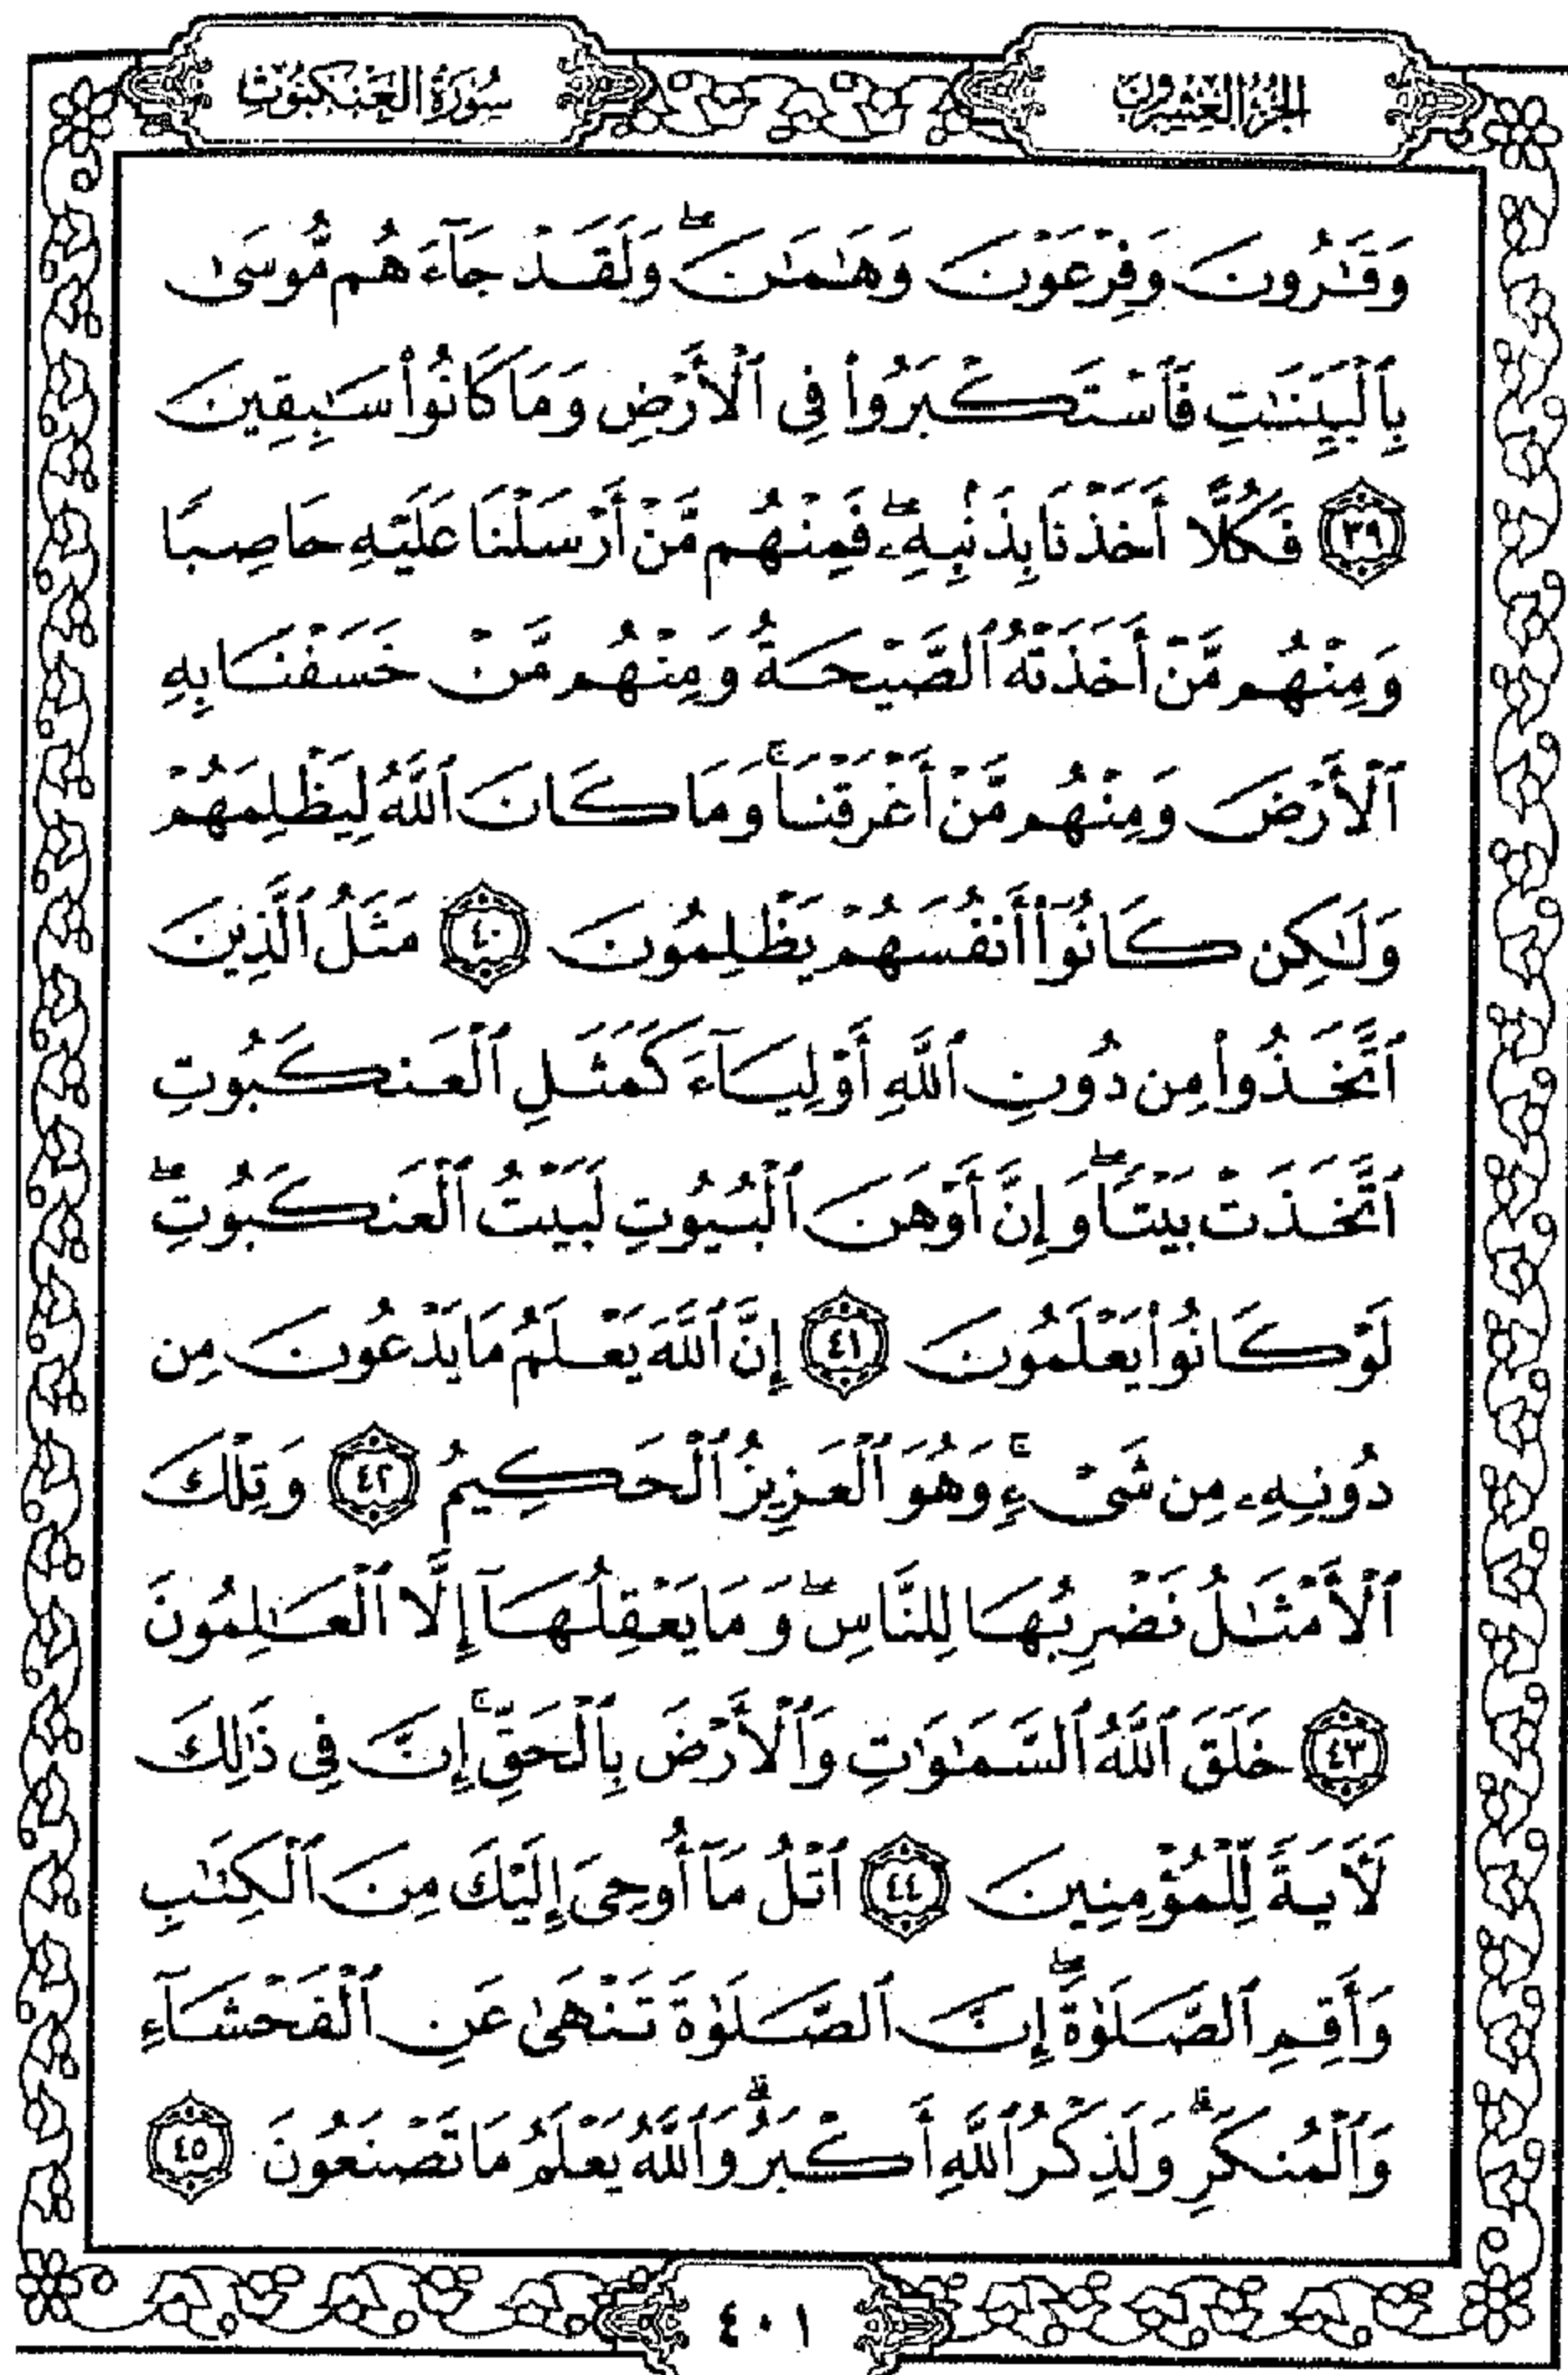 الجزء العشرون
سُورَةُ العَنكَبُوتِ
وَقَٰرُونَ وَفِرْعَوْنَ وَهَٰمَٰنَ ۖ وَلَقَدْ جَآءَهُم مُّوسَىٰ
بِٱلْبَيِّنَٰتِ فَٱسْتَكْبَرُوا۟ فِى ٱلْأَرْضِ وَمَا كَانُوا۟ سَٰبِقِينَ
٣٩ فَكُلًّا أَخَذْنَا بِذَنۢبِهِۦ ۖ فَمِنْهُم مَّنْ أَرْسَلْنَا عَلَيْهِ حَاصِبًا
وَمِنْهُم مَّنْ أَخَذَتْهُ ٱلصَّيْحَةُ وَمِنْهُم مَّنْ خَسَفْنَا بِهِ
ٱلْأَرْضَ وَمِنْهُم مَّنْ أَغْرَقْنَا ۚ وَمَا كَانَ ٱللَّهُ لِيَظْلِمَهُمْ
وَلَٰكِن كَانُوٓا۟ أَنفُسَهُمْ يَظْلِمُونَ ٤٠ مَثَلُ ٱلَّذِينَ
ٱتَّخَذُوا۟ مِن دُونِ ٱللَّهِ أَوْلِيَآءَ كَمَثَلِ ٱلْعَنكَبُوتِ
ٱتَّخَذَتْ بَيْتًا ۖ وَإِنَّ أَوْهَنَ ٱلْبُيُوتِ لَبَيْتُ ٱلْعَنكَبُوتِ ۖ
لَوْ كَانُوا۟ يَعْلَمُونَ ٤١ إِنَّ ٱللَّهَ يَعْلَمُ مَا يَدْعُونَ مِن
دُونِهِۦ مِن شَىْءٍ ۚ وَهُوَ ٱلْعَزِيزُ ٱلْحَكِيمُ ٤٢ وَتِلْكَ
ٱلْأَمْثَٰلُ نَضْرِبُهَا لِلنَّاسِ ۖ وَمَا يَعْقِلُهَآ إِلَّا ٱلْعَٰلِمُونَ
٤٣ خَلَقَ ٱللَّهُ ٱلسَّمَٰوَٰتِ وَٱلْأَرْضَ بِٱلْحَقِّ ۚ إِنَّ فِى ذَٰلِكَ
لَءَايَةً لِّلْمُؤْمِنِينَ ٤٤ ٱتْلُ مَآ أُوحِىَ إِلَيْكَ مِنَ ٱلْكِتَٰبِ
وَأَقِمِ ٱلصَّلَوٰةَ ۖ إِنَّ ٱلصَّلَوٰةَ تَنْهَىٰ عَنِ ٱلْفَحْشَآءِ
وَٱلْمُنكَرِ ۗ وَلَذِكْرُ ٱللَّهِ أَكْبَرُ ۗ وَٱللَّهُ يَعْلَمُ مَا تَصْنَعُونَ ٤٥
٤٠١